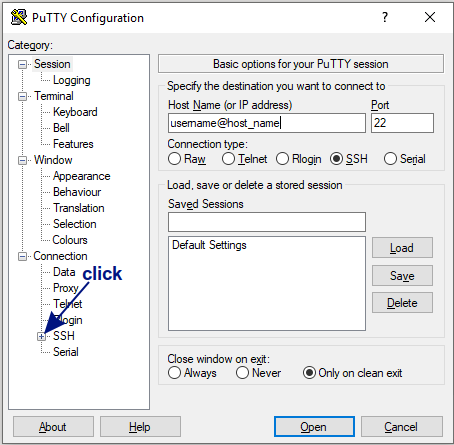 PuTTY Configuration
Category:
Session
Logging
Terminal
Keyboard
Bell
Features
Window
Appearance
Behaviour
Translation
Selection
Colours
Connection
Data
Proxy
Telnet
Rlogin
SSH
Serial
click
Basic options for your PuTTY session
Specify the destination you want to connect to
Host Name (or IP address) Port
username@host_name 22
Connection type:
Raw Telnet Rlogin SSH Serial
Load, save or delete a stored session
Saved Sessions
Default Settings
Load
Save
Delete
Close window on exit:
Always Never Only on clean exit
About Help Open Cancel